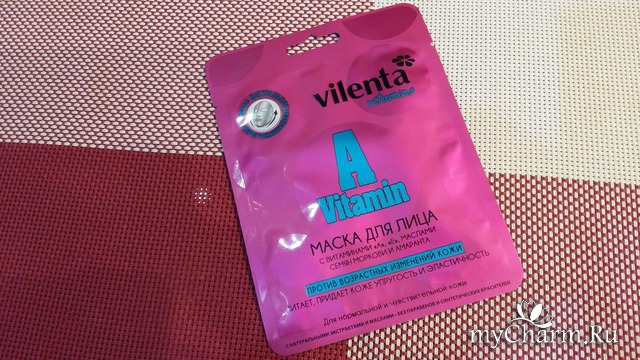 vilenta
vitamins
A
Vitamin
МАСКА ДЛЯ ЛИЦА
С ВИТАМИНАМИ «А», «Е», МАСЛАМИ
СЕМЯН МОРКОВИ И АМАРАНТА
ПРОТИВ ВОЗРАСТНЫХ ИЗМЕНЕНИЙ КОЖИ
ПИТАЕТ, ПРИДАЕТ КОЖЕ УПРУГОСТЬ И ЭЛАСТИЧНОСТЬ
Для нормальной и чувствительной кожи
С НАТУРАЛЬНЫМИ ЭКСТРАКТАМИ И МАСЛАМИ • БЕЗ ПАРАБЕНОВ И СИНТЕТИЧЕСКИХ КРАСИТЕЛЕЙ
myCharm.Ru